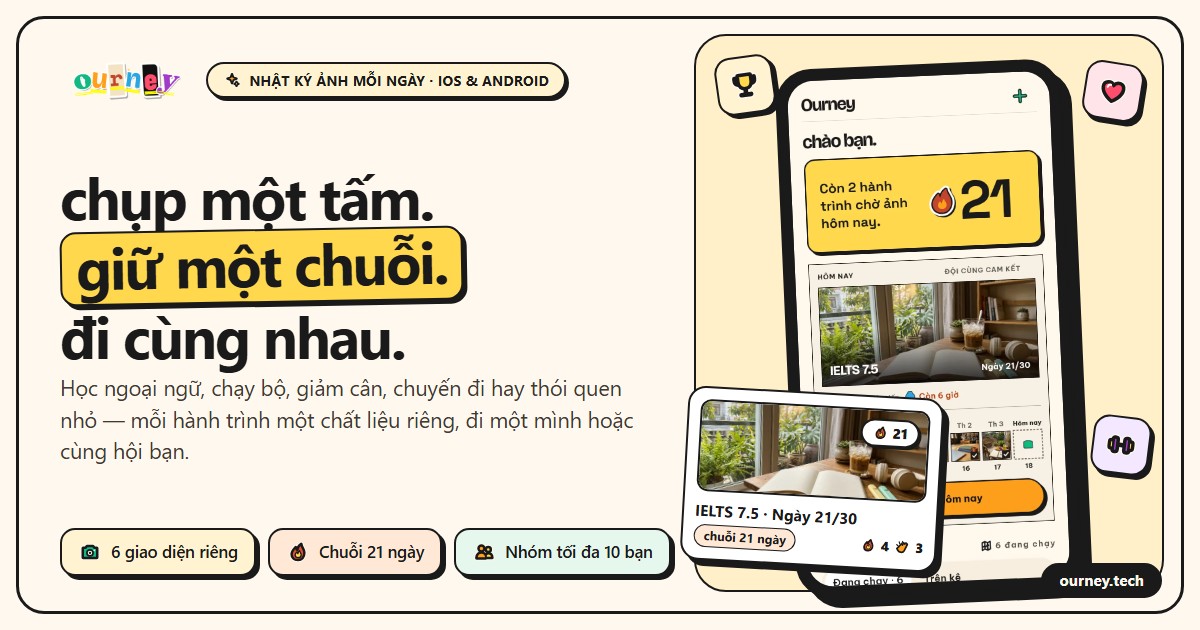 ourney
NHẬT KÝ ẢNH MỖI NGÀY · IOS & ANDROID
chụp một tấm.
giữ một chuỗi.
đi cùng nhau.
Học ngoại ngữ, chạy bộ, giảm cân, chuyến đi hay thói quen
nhỏ — mỗi hành trình một chất liệu riêng, đi một mình hoặc
cùng hội bạn.
6 giao diện riêng
Chuỗi 21 ngày
Nhóm tối đa 10 bạn
Ourney
chào bạn.
Còn 2 hành
trình chờ ảnh
hôm nay.
21
HÔM NAY
ĐỘI CÙNG CAM KẾT
IELTS 7.5
Ngày 21/30
Còn 6 giờ
Th 2
Th 3
Hôm nay
16
17
18
hôm nay
6 đang chạy
Đang chạy · 6
Trên kệ
21
IELTS 7.5 · Ngày 21/30
chuỗi 21 ngày
4
3
ourney.tech